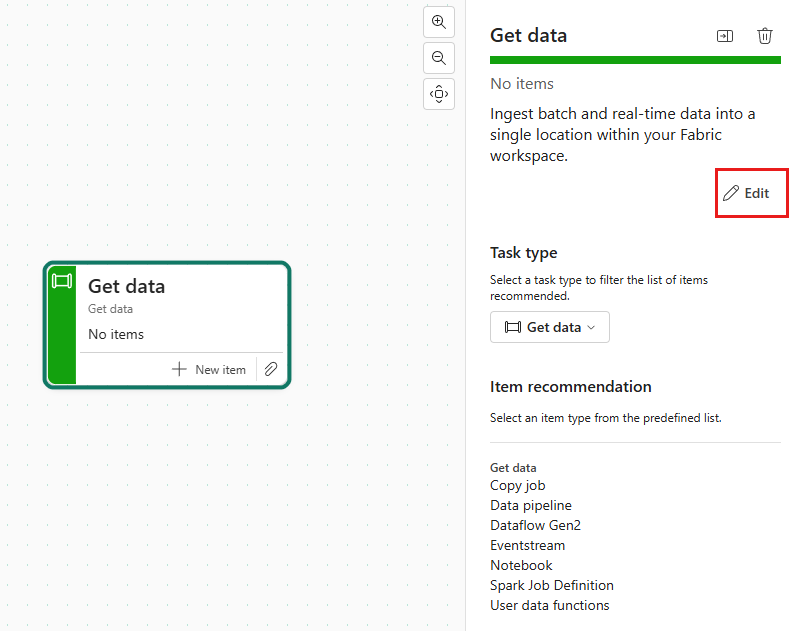 Get data
Get data
No items
New item
Get data
No items
Ingest batch and real-time data into a
single location within your Fabric
workspace.
Edit
Task type
Select a task type to filter the list of items
recommended.
Get data
Item recommendation
Select an item type from the predefined list.
Get data
Copy job
Data pipeline
Dataflow Gen2
Eventstream
Notebook
Spark Job Definition
User data functions